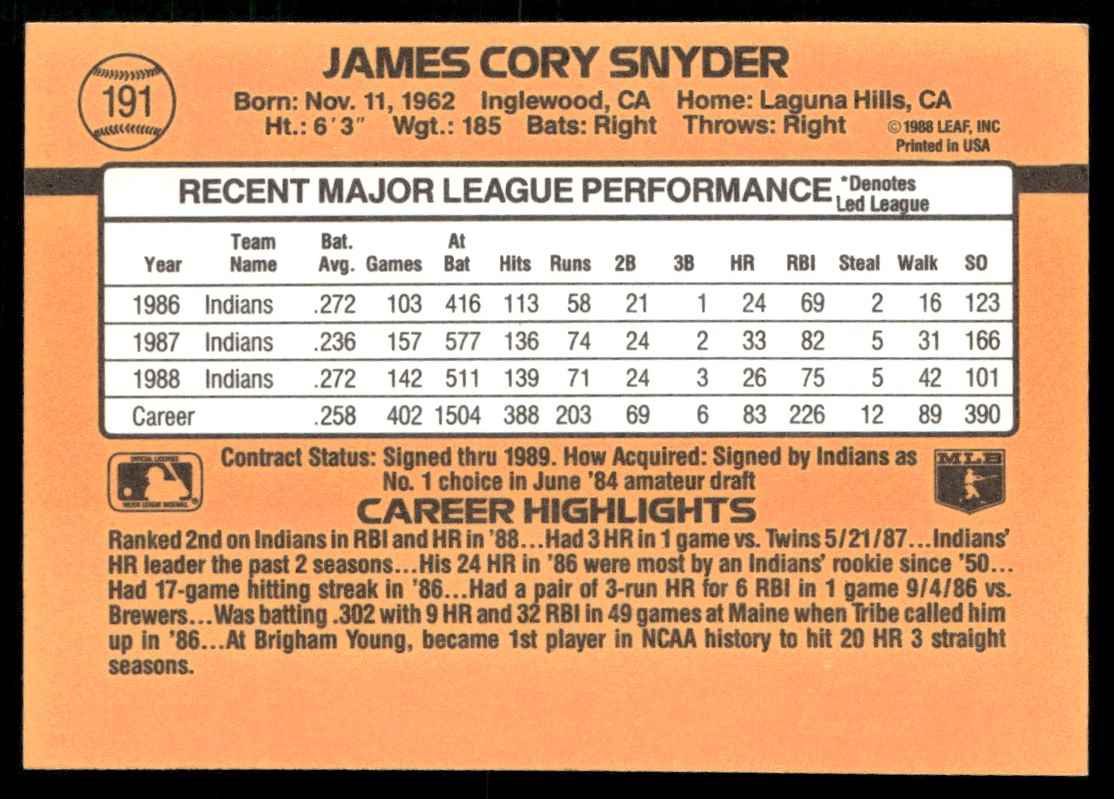 191
JAMES CORY SNYDER
Born: Nov. 11, 1962 Inglewood, CA Home: Laguna Hills, CA
Ht.: 6'3" Wgt.: 185 Bats: Right Throws: Right ©1988 LEAF, INC
Printed in USA
RECENT MAJOR LEAGUE PERFORMANCE *Denotes
Led League
Team Bat. At
Year Name Avg. Games Bat Hits Runs 2B 3B HR RBI Steal Walk SO
1986 Indians .272 103 416 113 58 21 1 24 69 2 16 123
1987 Indians .236 157 577 136 74 24 2 33 82 5 31 166
1988 Indians .272 142 511 139 71 24 3 26 75 5 42 101
Career .258 402 1504 388 203 69 6 83 226 12 89 390
OFFICIAL LICENSEE
MAJOR LEAGUE BASEBALL
Contract Status: Signed thru 1989. How Acquired: Signed by Indians as
No. 1 choice in June '84 amateur draft
MLB
CAREER HIGHLIGHTS
Ranked 2nd on Indians in RBI and HR in '88...Had 3 HR in 1 game vs. Twins 5/21/87...Indians'
HR leader the past 2 seasons...His 24 HR in '86 were most by an Indians' rookie since '50...
Had 17-game hitting streak in '86...Had a pair of 3-run HR for 6 RBI in 1 game 9/4/86 vs.
Brewers...Was batting .302 with 9 HR and 32 RBI in 49 games at Maine when Tribe called him
up in '86...At Brigham Young, became 1st player in NCAA history to hit 20 HR 3 straight
seasons.